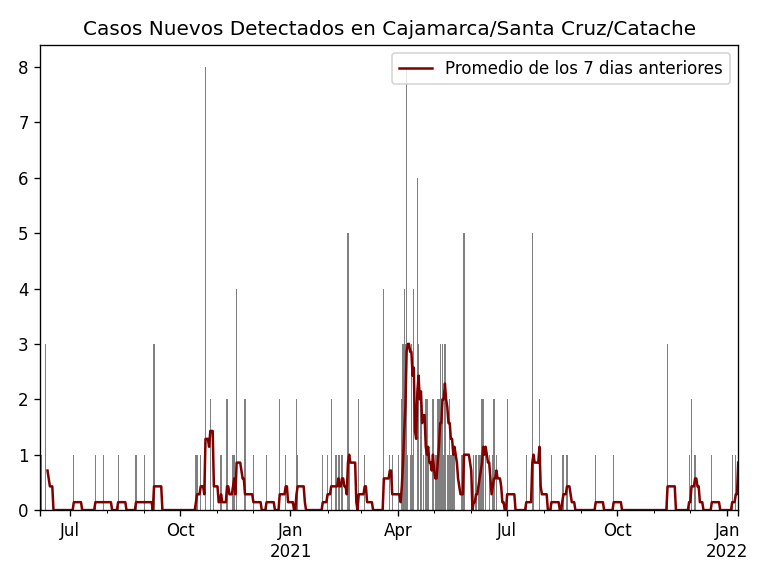 Casos Nuevos Detectados en Cajamarca/Santa Cruz/Catache
Promedio de los 7 dias anteriores
8
7
6
5
4
3
2
1
0
Jul
Oct
Jan
2021
Apr
Jul
Oct
Jan
2022